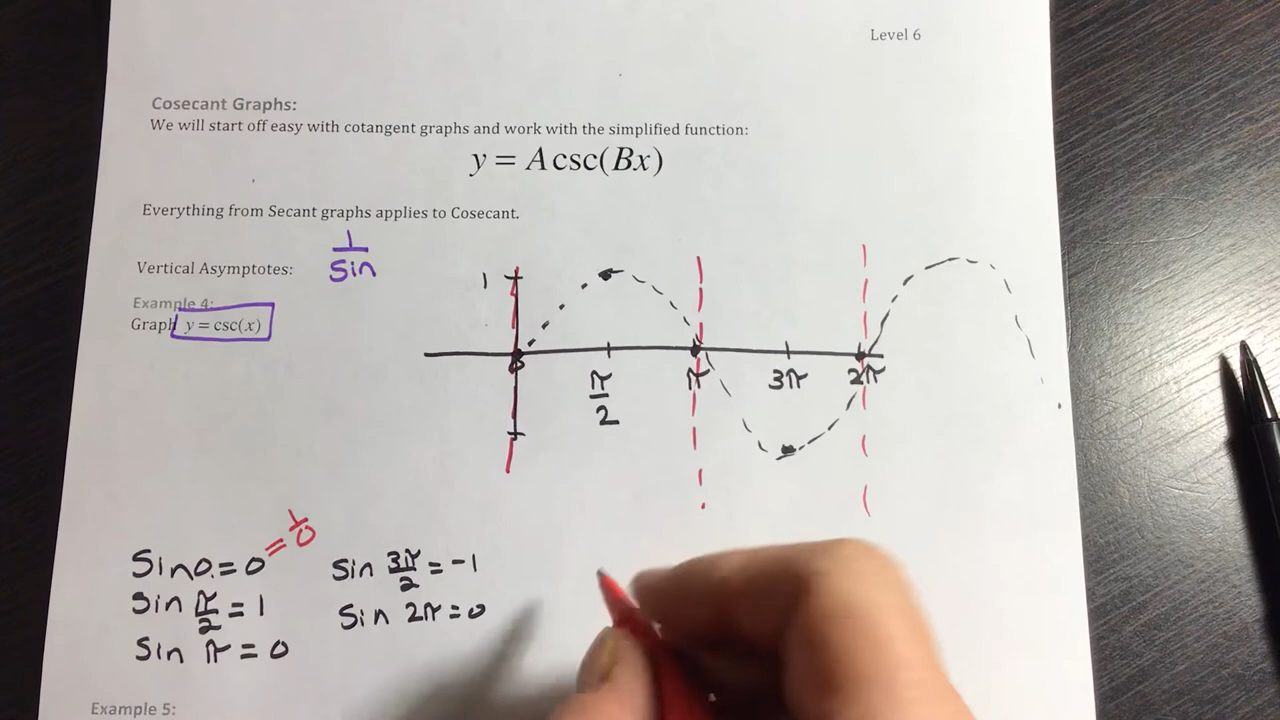 Level 6
Cosecant Graphs:
We will start off easy with cotangent graphs and work with the simplified function:
y = A csc(Bx)
Everything from Secant graphs applies to Cosecant.
Vertical Asymptotes:
1/sin
Example 4:
Graph y = csc(x)
1
0 π/2 π 3π 2π
Sin 0 = 0 = 1/0
Sin π/2 = 1
Sin π = 0
Sin 3π/2 = -1
Sin 2π = 0
Example 5: